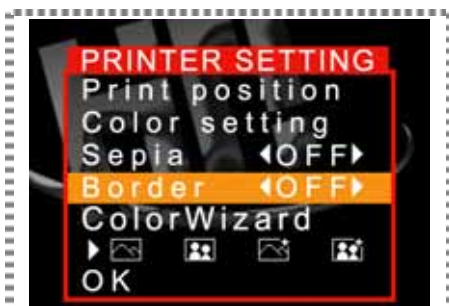 PRINTER SETTING
Print position
Color setting
Sepia ◀OFF▶
Border ◀OFF▶
ColorWizard
OK